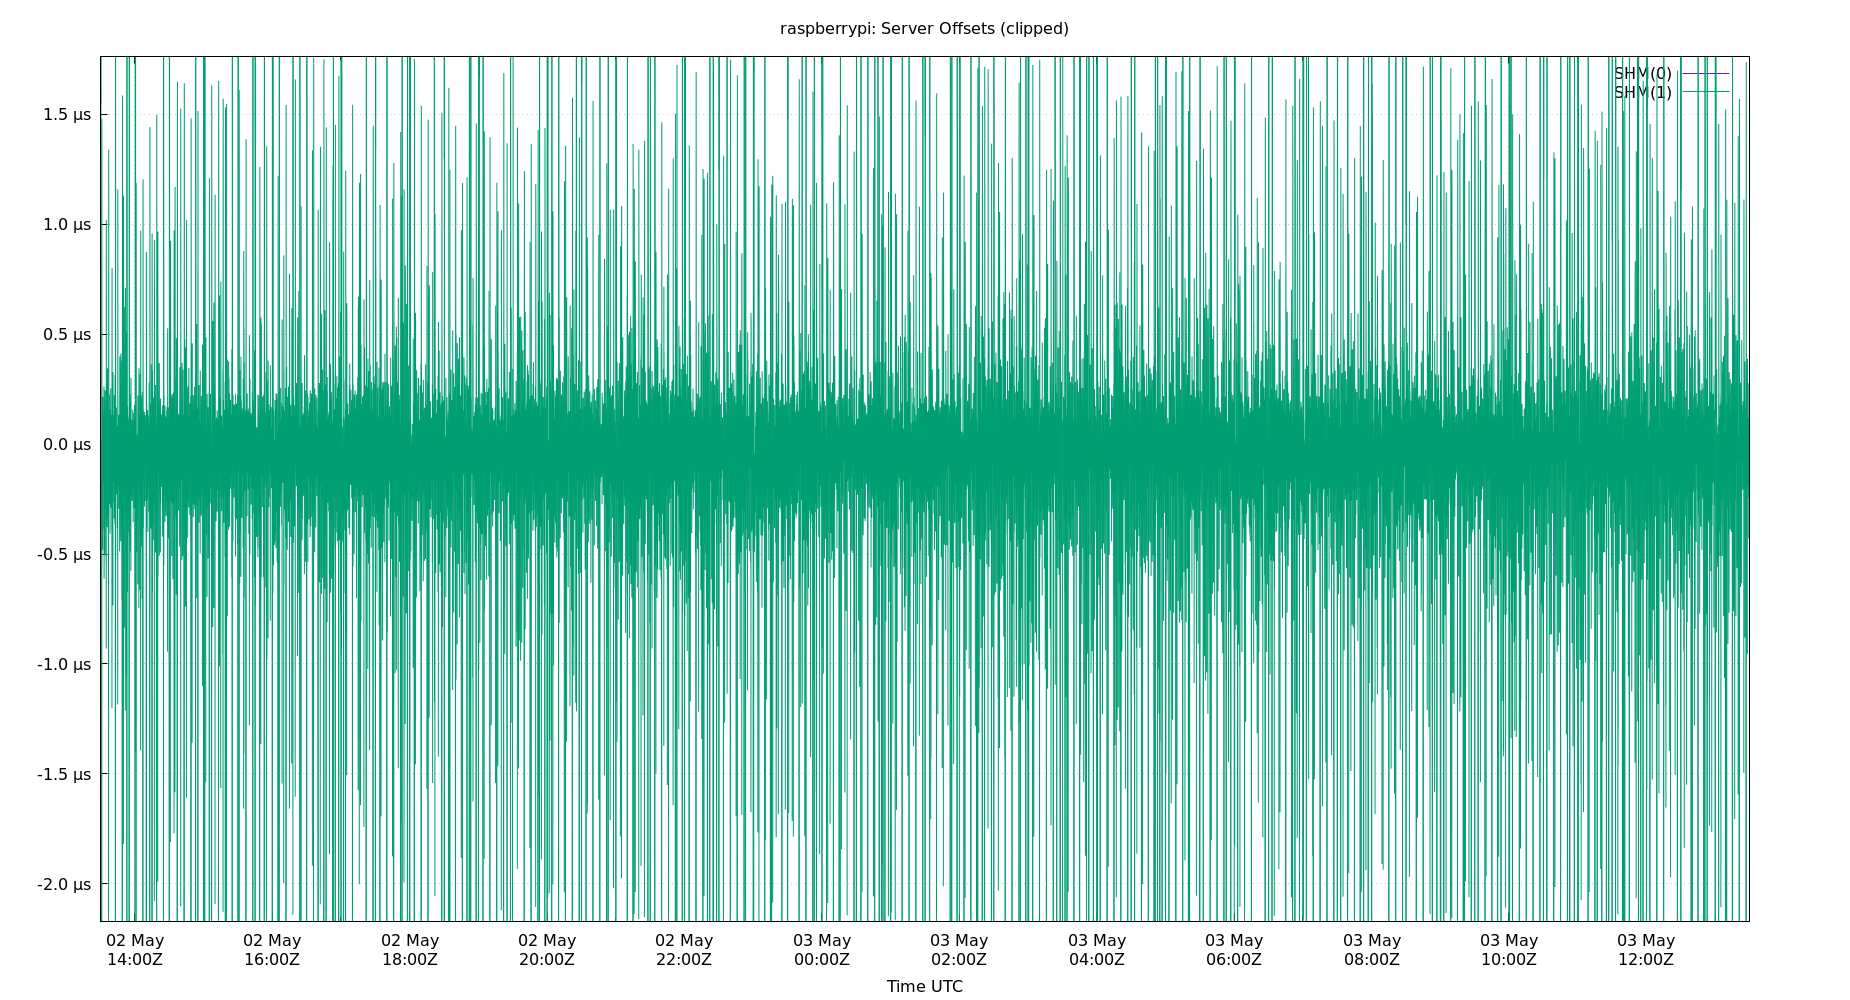 raspberrypi: Server Offsets (clipped)
SHM(0)
SHM(1)
1.5 µs
1.0 µs
0.5 µs
0.0 µs
-0.5 µs
-1.0 µs
-1.5 µs
-2.0 µs
02 May 02 May 02 May 02 May 02 May 03 May 03 May 03 May 03 May 03 May 03 May 03 May
14:00Z 16:00Z 18:00Z 20:00Z 22:00Z 00:00Z 02:00Z 04:00Z 06:00Z 08:00Z 10:00Z 12:00Z
Time UTC